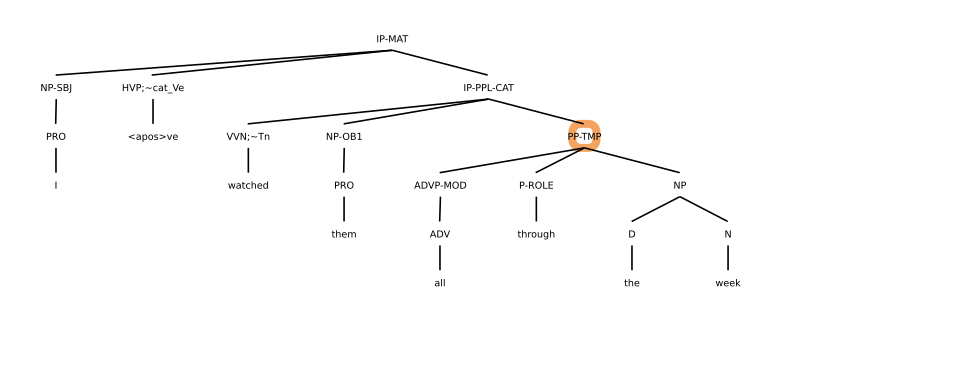 IP-MAT
NP-SBJ HVP;~cat_Ve IP-PPL-CAT
PRO <apos>ve VVN;~Tn NP-OB1 PP-TMP
I watched PRO ADVP-MOD P-ROLE NP
them ADV through D N
all the week